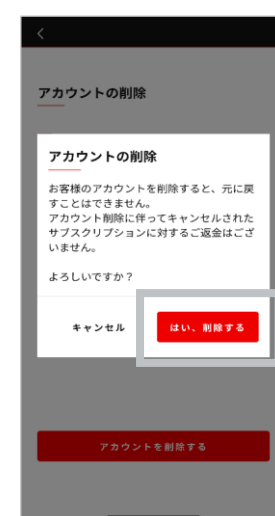 アカウントの削除
アカウントの削除
お客様のアカウントを削除すると、元に戻
すことはできません。
アカウント削除に伴ってキャンセルされた
サブスクリプションに対するご返金はござ
いません。
よろしいですか？
キャンセル
はい、削除する
アカウントを削除する